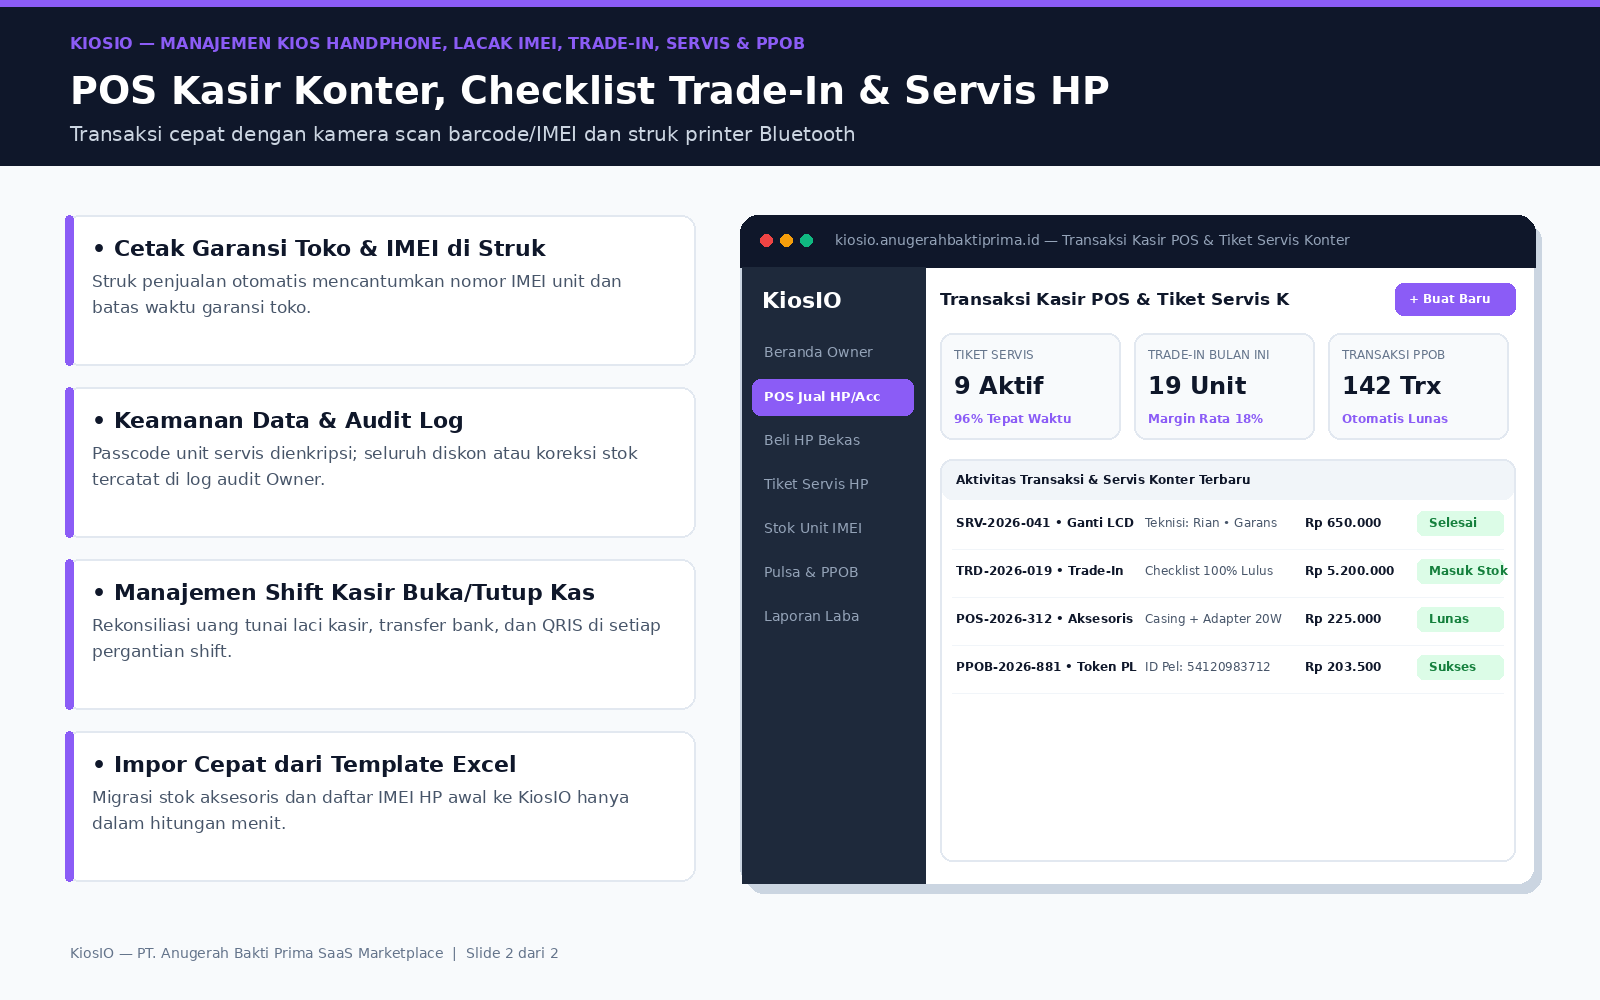 KIOSIO — MANAJEMEN KIOS HANDPHONE, LACAK IMEI, TRADE-IN, SERVIS & PPOB
POS Kasir Konter, Checklist Trade-In & Servis HP
Transaksi cepat dengan kamera scan barcode/IMEI dan struk printer Bluetooth
• Cetak Garansi Toko & IMEI di Struk
Struk penjualan otomatis mencantumkan nomor IMEI unit dan
batas waktu garansi toko.
• Keamanan Data & Audit Log
Passcode unit servis dienkripsi; seluruh diskon atau koreksi stok
tercatat di log audit Owner.
• Manajemen Shift Kasir Buka/Tutup Kas
Rekonsiliasi uang tunai laci kasir, transfer bank, dan QRIS di setiap
pergantian shift.
• Impor Cepat dari Template Excel
Migrasi stok aksesoris dan daftar IMEI HP awal ke KiosIO hanya
dalam hitungan menit.
kiosio.anugerahbaktiprima.id — Transaksi Kasir POS & Tiket Servis Konter
KiosIO
Beranda Owner
POS Jual HP/Acc
Beli HP Bekas
Tiket Servis HP
Stok Unit IMEI
Pulsa & PPOB
Laporan Laba
Transaksi Kasir POS & Tiket Servis K
+ Buat Baru
TIKET SERVIS
9 Aktif
96% Tepat Waktu
TRADE-IN BULAN INI
19 Unit
Margin Rata 18%
TRANSAKSI PPOB
142 Trx
Otomatis Lunas
Aktivitas Transaksi & Servis Konter Terbaru
SRV-2026-041 • Ganti LCD Teknisi: Rian • Garans Rp 650.000 Selesai
TRD-2026-019 • Trade-In Checklist 100% Lulus Rp 5.200.000 Masuk Stok
POS-2026-312 • Aksesoris Casing + Adapter 20W Rp 225.000 Lunas
PPOB-2026-881 • Token PL ID Pel: 54120983712 Rp 203.500 Sukses
KiosIO — PT. Anugerah Bakti Prima SaaS Marketplace | Slide 2 dari 2